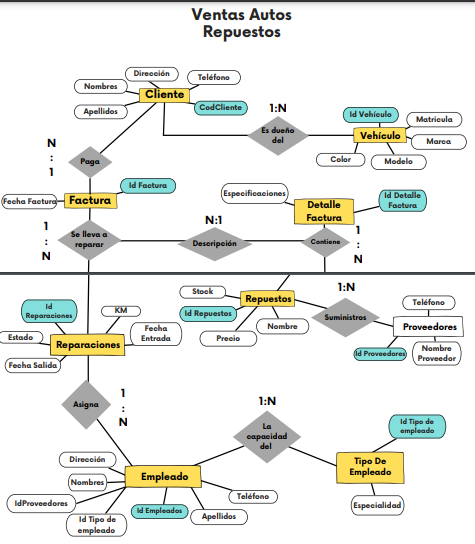 Ventas Autos
Repuestos
Dirección
Nombres
Teléfono
Cliente
Apellidos
CodCliente
1:N
Id Vehículo
Matricula
Es dueño
del
Vehículo
Marca
Color
Modelo
N
:
1
Paga
Id Factura
Fecha Factura
Factura
Especificaciones
Detalle
Factura
Id Detalle
Factura
1
:
N
Se lleva a
reparar
N:1
Descripción
Contiene
1
:
N
Stock
Repuestos
1:N
Id Repuestos
Nombre
Precio
Suministros
Teléfono
Proveedores
Id Proveedores
Nombre
Proveedor
Id
Reparaciones
KM
Estado
Reparaciones
Fecha
Entrada
Fecha Salida
Asigna
1
:
N
1:N
La
capacidad
del
Id Tipo de
empleado
Dirección
Nombres
Empleado
Tipo De
Empleado
IdProveedores
Id Tipo de
empleado
Id Empleados
Apellidos
Teléfono
Especialidad